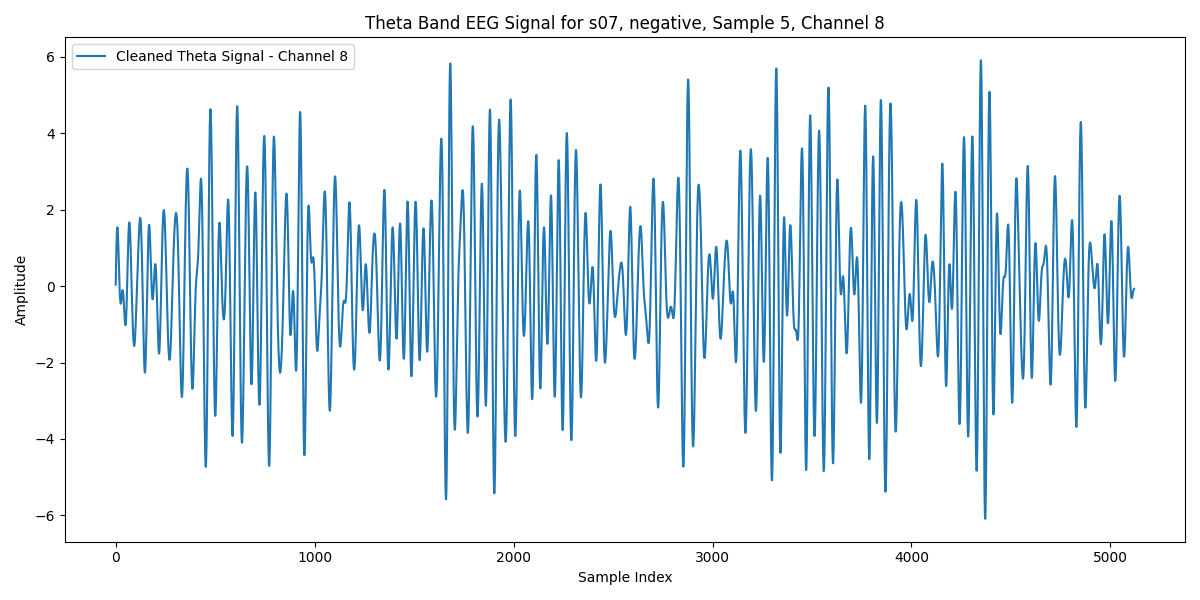 Theta Band EEG Signal for s07, negative, Sample 5, Channel 8
Cleaned Theta Signal - Channel 8
Amplitude
6
4
2
0
−2
−4
−6
0 1000 2000 3000 4000 5000
Sample Index